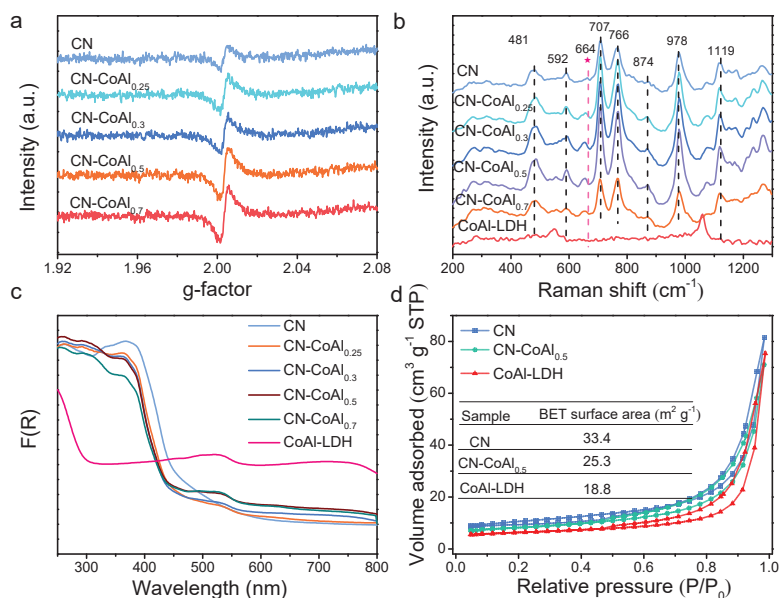 a
CN
CN-CoAl0.25
CN-CoAl0.3
CN-CoAl0.5
CN-CoAl0.7
Intensity (a.u.)
1.92 1.96 2.00 2.04 2.08
g-factor
b
481 592 664 707 766 874 978 1119
★
CN
CN-CoAl0.25
CN-CoAl0.3
CN-CoAl0.5
CN-CoAl0.7
CoAl-LDH
Intensity (a.u.)
200 400 600 800 1000 1200
Raman shift (cm-1)
c
CN
CN-CoAl0.25
CN-CoAl0.3
CN-CoAl0.5
CN-CoAl0.7
CoAl-LDH
F(R)
300 400 500 600 700 800
Wavelength (nm)
d
CN
CN-CoAl0.5
CoAl-LDH
Sample BET surface area (m2 g-1)
CN 33.4
CN-CoAl0.5 25.3
CoAl-LDH 18.8
Volume adsorbed (cm3 g-1 STP)
100
80
60
40
20
0
0.0 0.2 0.4 0.6 0.8 1.0
Relative pressure (P/P0)